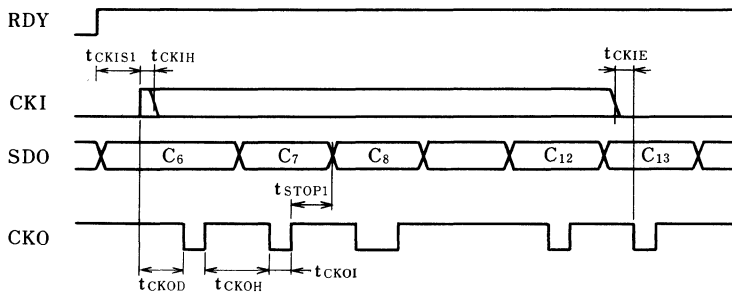 RDY
tCKIS1 tCKIH tCKIE
CKI
SDO C6 C7 C8 C12 C13
tSTOP1
CKO
tCKOD tCKOH tCKOI